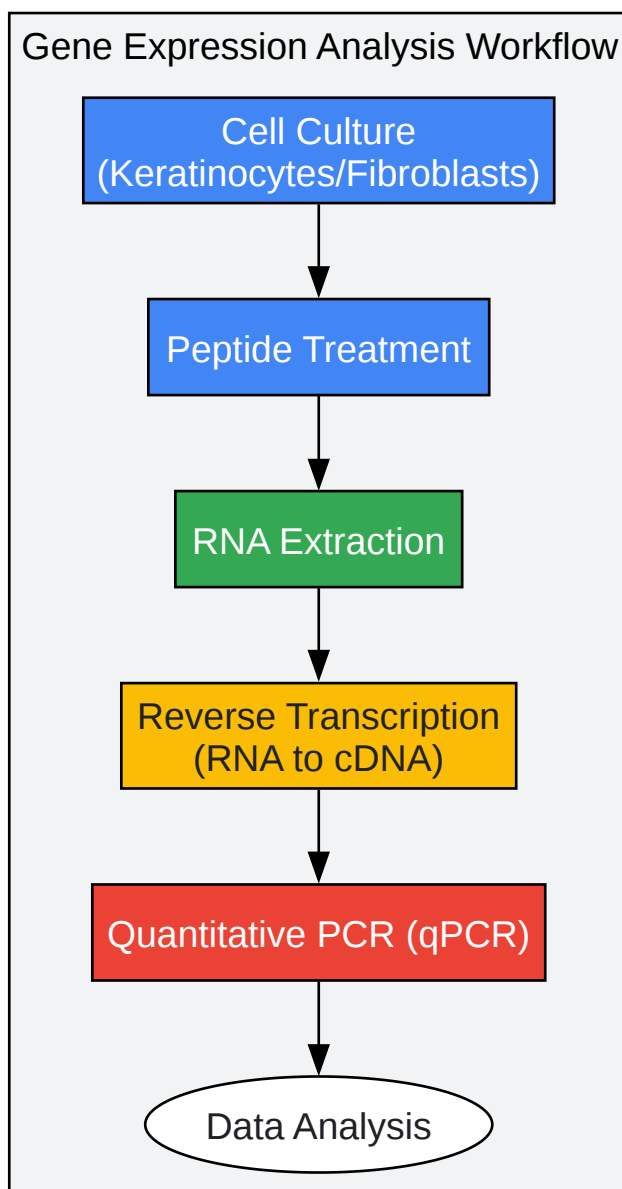 Gene Expression Analysis Workflow
Cell Culture
(Keratinocytes/Fibroblasts)
Peptide Treatment
RNA Extraction
Reverse Transcription
(RNA to cDNA)
Quantitative PCR (qPCR)
Data Analysis